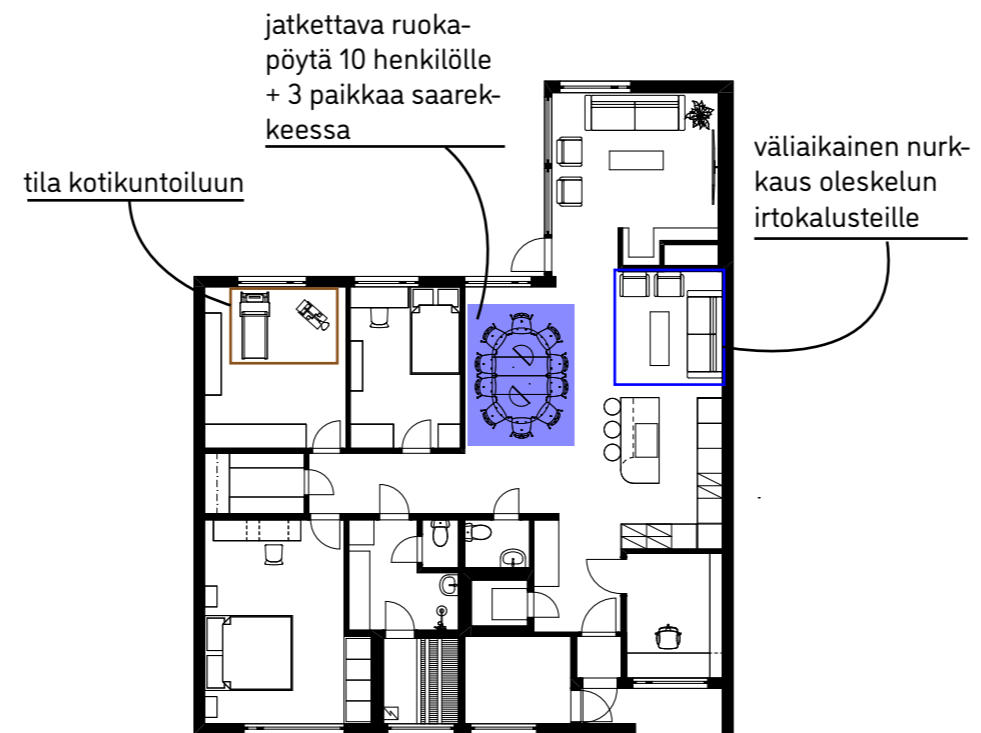 jatkettava ruoka-
pöytä 10 henkilölle
+ 3 paikkaa saarek-
keessa
tila kotikuntoiluun
väliaikainen nurk-
kaus oleskelun
irtokalusteille